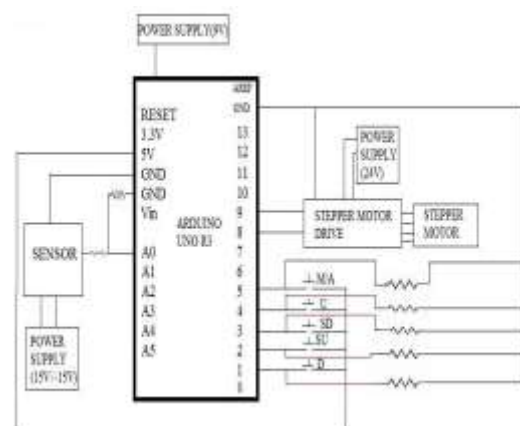 POWER SUPPLY(9V)
AREF
GND
RESET
3.3V
5V
GND
GND
Vin
A0
A1
A2
A3
A4
A5
ARDUINO
UNO R3
13
12
11
10
9
8
7
6
5
4
3
2
1
SENSOR
POWER
SUPPLY
(15V/-15V)
POWER
SUPPLY
(24V)
STEPPER MOTOR
DRIVE
STEPPER
MOTOR
M/A
U
SD
SU
D